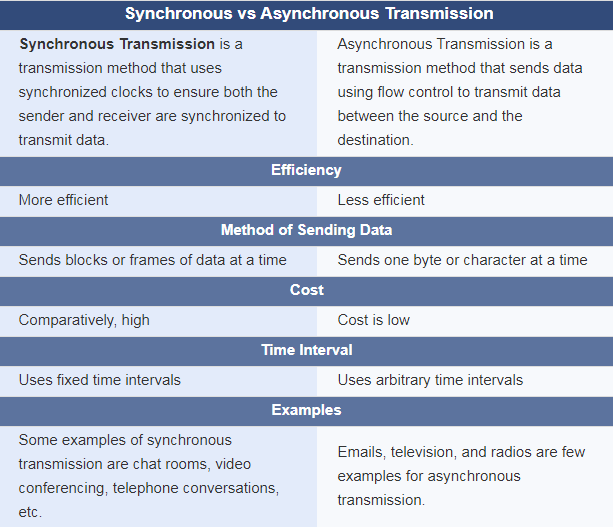 Synchronous vs Asynchronous Transmission
Synchronous Transmission is a
transmission method that uses
synchronized clocks to ensure both the
sender and receiver are synchronized to
transmit data.
Asynchronous Transmission is a
transmission method that sends data
using flow control to transmit data
between the source and the
destination.
Efficiency
More efficient
Less efficient
Method of Sending Data
Sends blocks or frames of data at a time
Sends one byte or character at a time
Cost
Comparatively, high
Cost is low
Time Interval
Uses fixed time intervals
Uses arbitrary time intervals
Examples
Some examples of synchronous
transmission are chat rooms, video
conferencing, telephone conversations,
etc.
Emails, television, and radios are few
examples for asynchronous
transmission.